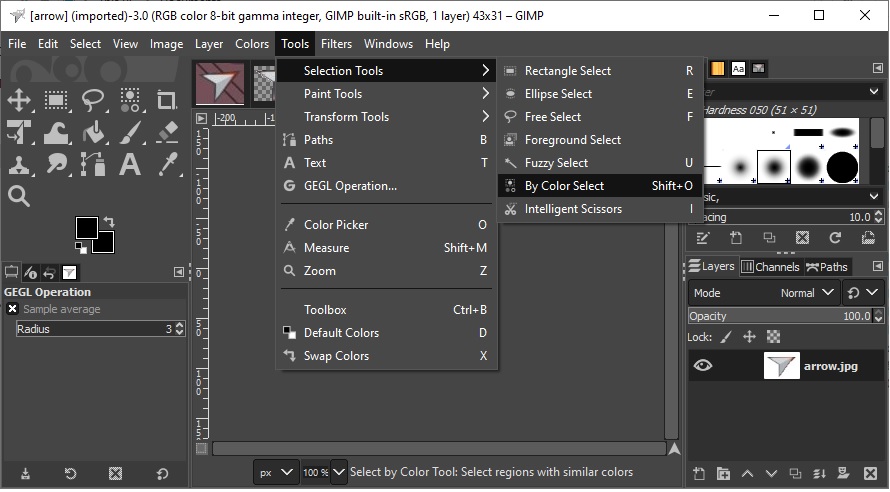 [arrow] (imported)-3.0 (RGB color 8-bit gamma integer, GIMP built-in sRGB, 1 layer) 43x31 – GIMP
File Edit Select View Image Layer Colors Tools Filters Windows Help
Selection Tools
Paint Tools
Transform Tools
Paths B
Text T
GEGL Operation...
Color Picker O
Measure Shift+M
Zoom Z
Toolbox Ctrl+B
Default Colors D
Swap Colors X
Rectangle Select R
Ellipse Select E
Free Select F
Foreground Select
Fuzzy Select U
By Color Select Shift+O
Intelligent Scissors I
Aa
Hardness 050 (51 × 51)
10.0
-200
GEGL Operation
Sample average
Radius 3
Layers Channels Paths
Mode Normal
Opacity 100.0
Lock:
arrow.jpg
px 100 % Select by Color Tool: Select regions with similar colors